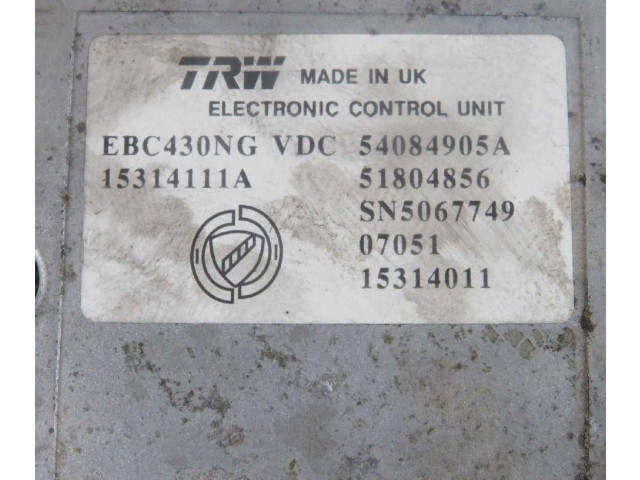 TRW MADE IN UK
ELECTRONIC CONTROL UNIT
EBC430NG VDC 54084905A
15314111A 51804856
SN5067749
07051
15314011